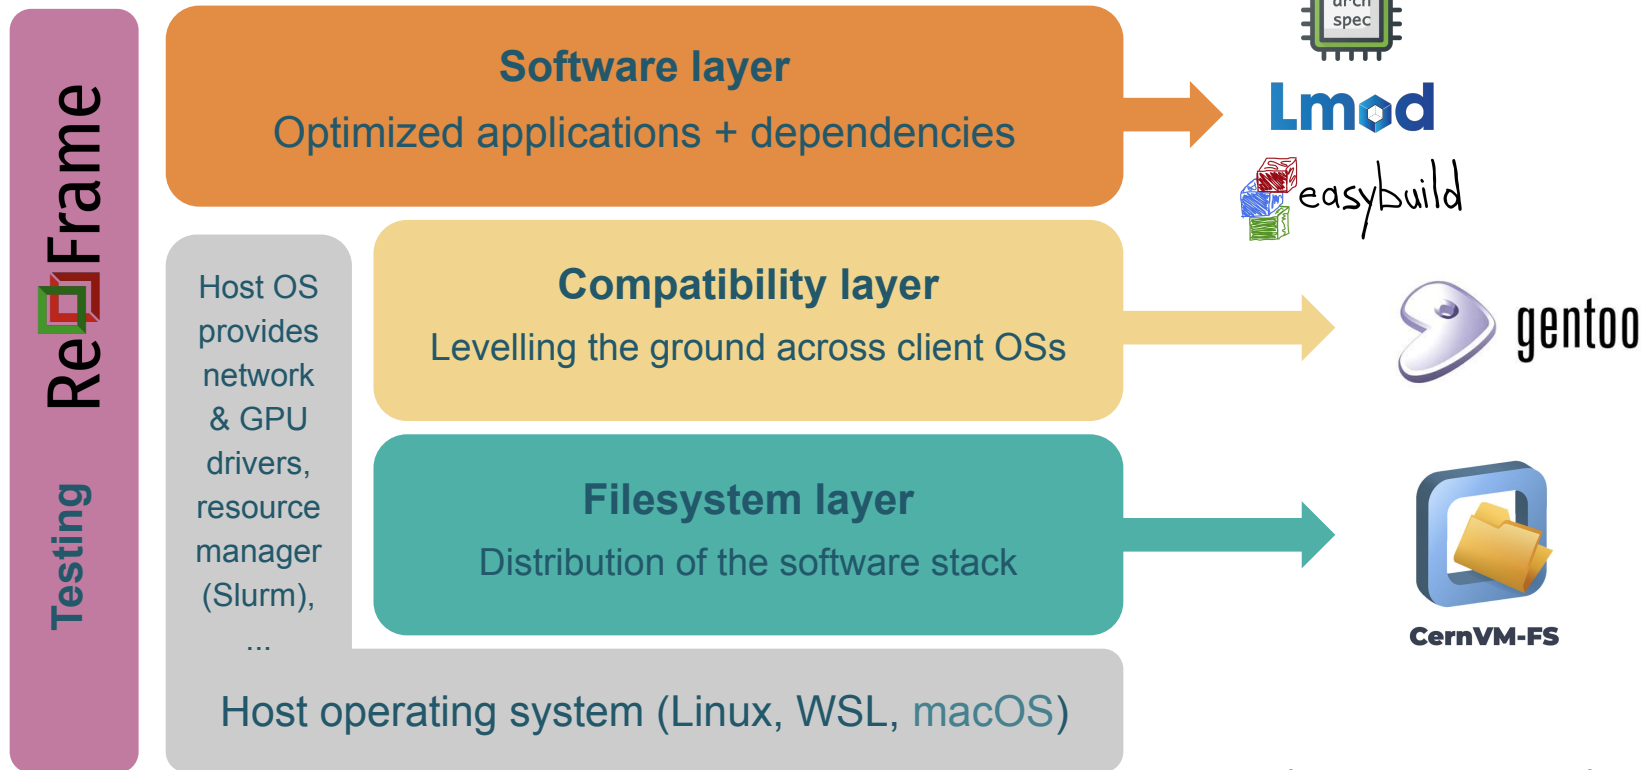 ReFrame
Testing
Software layer
Optimized applications + dependencies
arch
spec
Lmod
easybuild
Host OS
provides
network
& GPU
drivers,
resource
manager
(Slurm),
...
Compatibility layer
Levelling the ground across client OSs
gentoo
Filesystem layer
Distribution of the software stack
CernVM-FS
Host operating system (Linux, WSL, macOS)